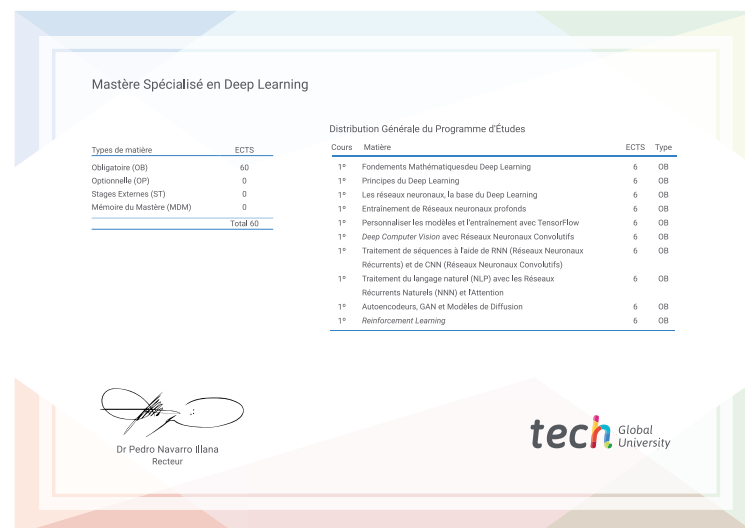 Mastère Spécialisé en Deep Learning
Types de matière ECTS
Obligatoire (OB) 60
Optionnelle (OP) 0
Stages Externes (ST) 0
Mémoire du Mastère (MDM) 0
Total 60
Distribution Générale du Programme d'Études
Cours Matière ECTS Type
1º Fondements Mathématiquesdeu Deep Learning 6 OB
1º Principes du Deep Learning 6 OB
1º Les réseaux neuronaux, la base du Deep Learning 6 OB
1º Entraînement de Réseaux neuronaux profonds 6 OB
1º Personnaliser les modèles et l'entraînement avec TensorFlow 6 OB
1º Deep Computer Vision avec Réseaux Neuronaux Convolutifs 6 OB
1º Traitement de séquences à l'aide de RNN (Réseaux Neuronaux 6 OB
Récurrents) et de CNN (Réseaux Neuronaux Convolutifs)
1º Traitement du langage naturel (NLP) avec les Réseaux 6 OB
Récurrents Naturels (NNN) et l'Attention
1º Autoencodeurs, GAN et Modèles de Diffusion 6 OB
1º Reinforcement Learning 6 OB
Dr Pedro Navarro Illana
Recteur
tech Global
University